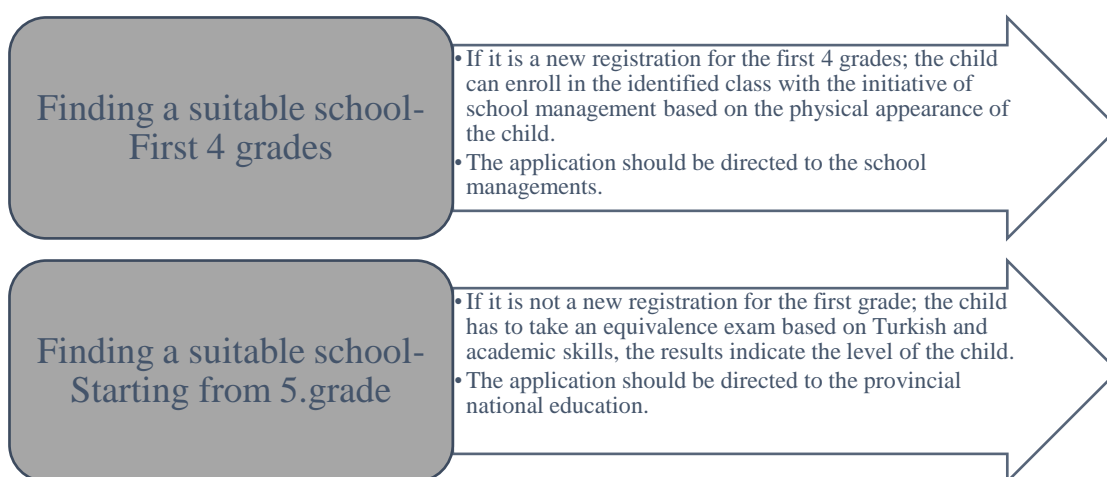 Finding a suitable school-
First 4 grades
• If it is a new registration for the first 4 grades; the child
can enroll in the identified class with the initiative of
school management based on the physical appearance of
the child.
• The application should be directed to the school
managements.
Finding a suitable school-
Starting from 5.grade
• If it is not a new registration for the first grade; the child
has to take an equivalence exam based on Turkish and
academic skills, the results indicate the level of the child.
• The application should be directed to the provincial
national education.